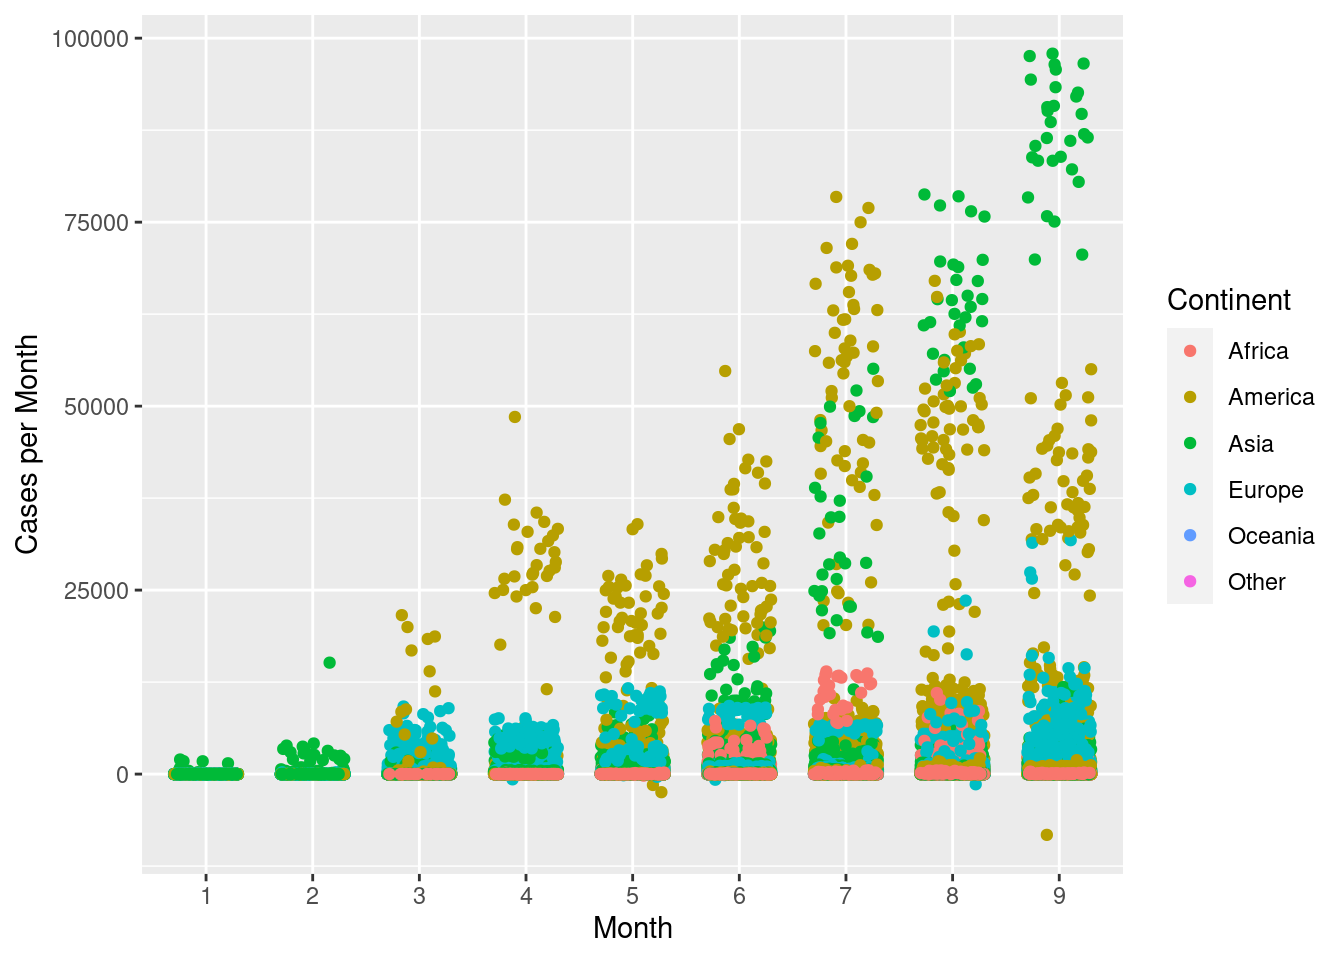 100000
75000
50000
25000
0
Cases per Month
1 2 3 4 5 6 7 8 9
Month
Continent
Africa
America
Asia
Europe
Oceania
Other